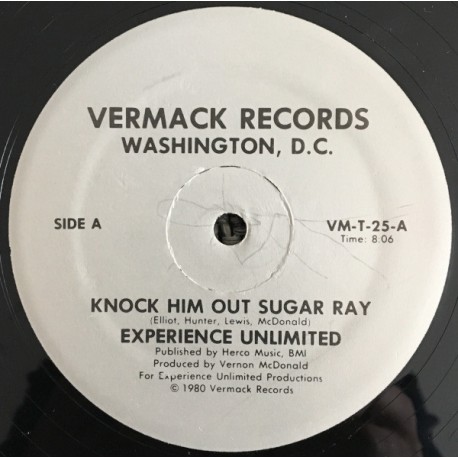 VERMACK RECORDS
WASHINGTON, D.C.
SIDE A
VM-T-25-A
Time: 8.06
KNOCK HIM OUT SUGAR RAY
(Elliot, Hunter, Lewis, McDonald)
EXPERIENCE UNLIMITED
Published by Herco Music, BMI
Produced by Vernon McDonald
For Experience Unlimited Productions
© 1980 Vermack Records